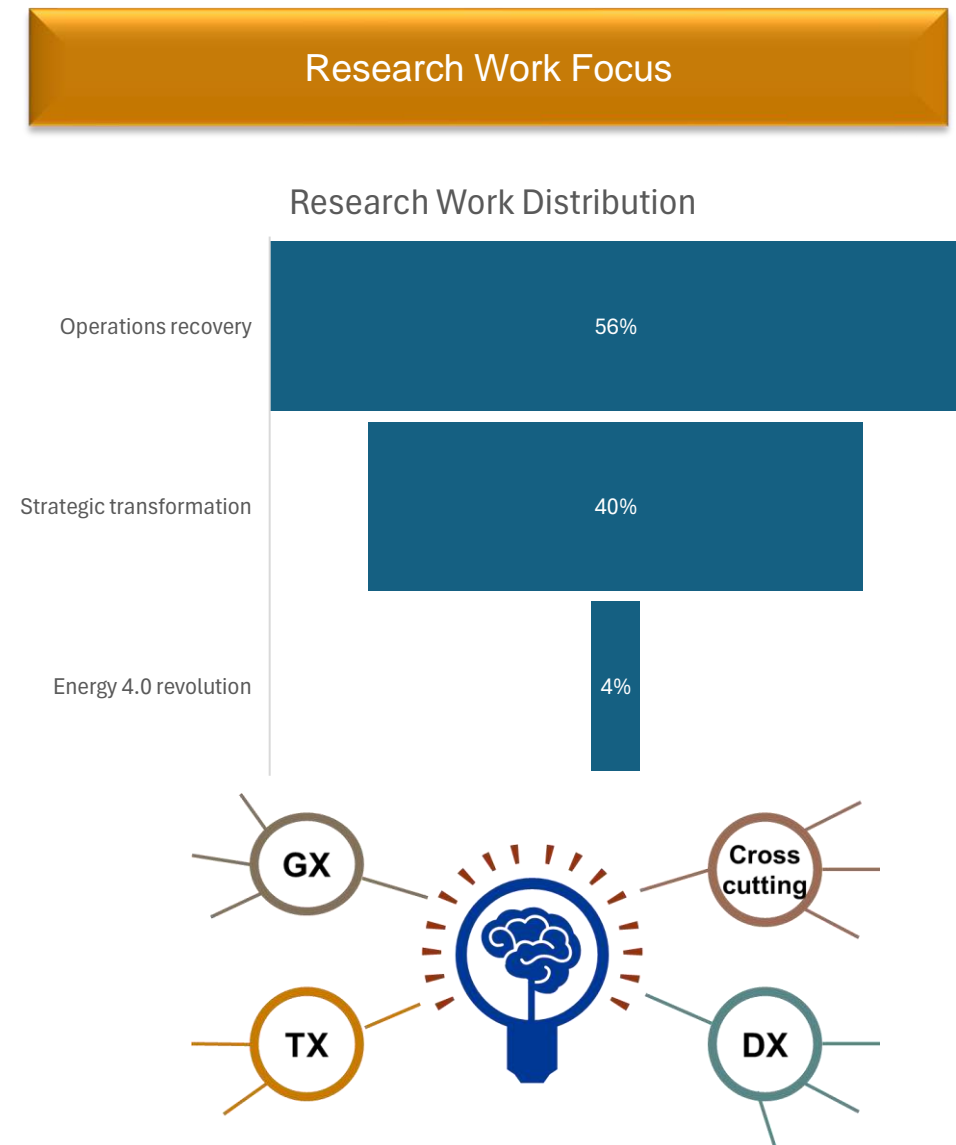 Research Work Focus
Research Work Distribution
Operations recovery
56%
Strategic transformation
40%
Energy 4.0 revolution
4%
GX
Cross
cutting
TX
DX